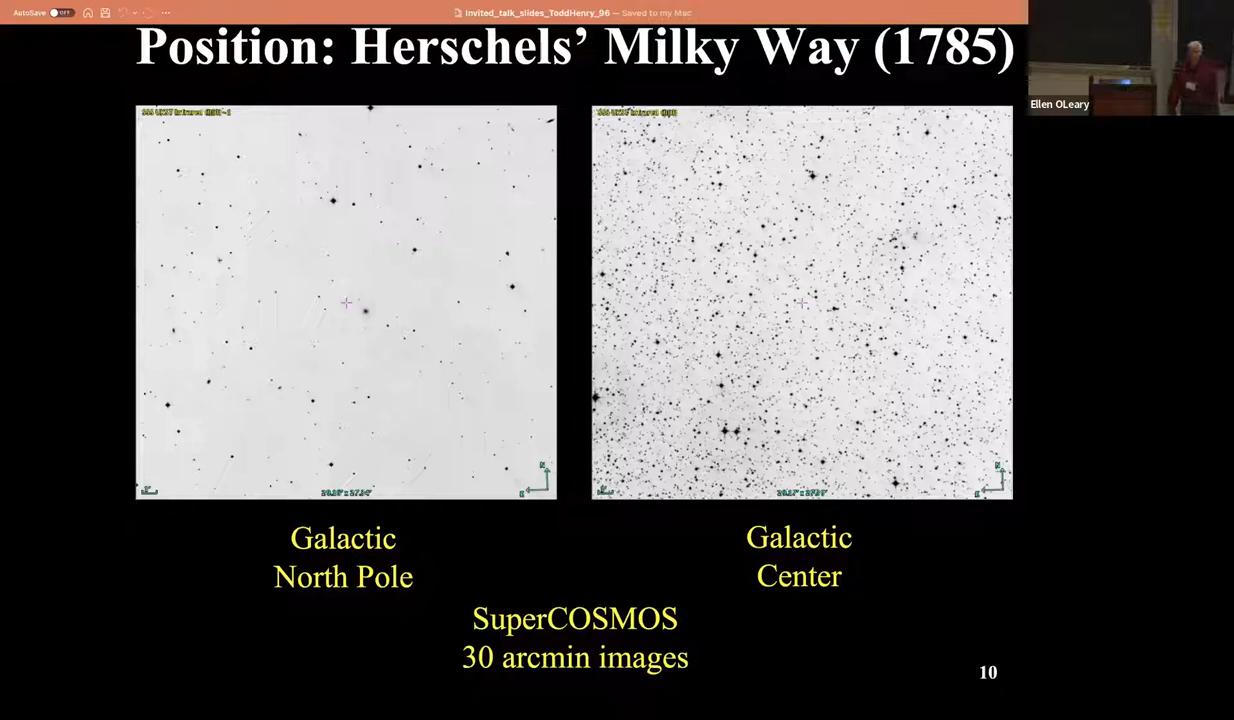 AutoSave OFF
Invited_talk_slides_ToddHenry_96 — Saved to my Mac
Position: Herschels’ Milky Way (1785)
Ellen OLeary
N
E
N
E
Galactic
North Pole
Galactic
Center
SuperCOSMOS
30 arcmin images
10